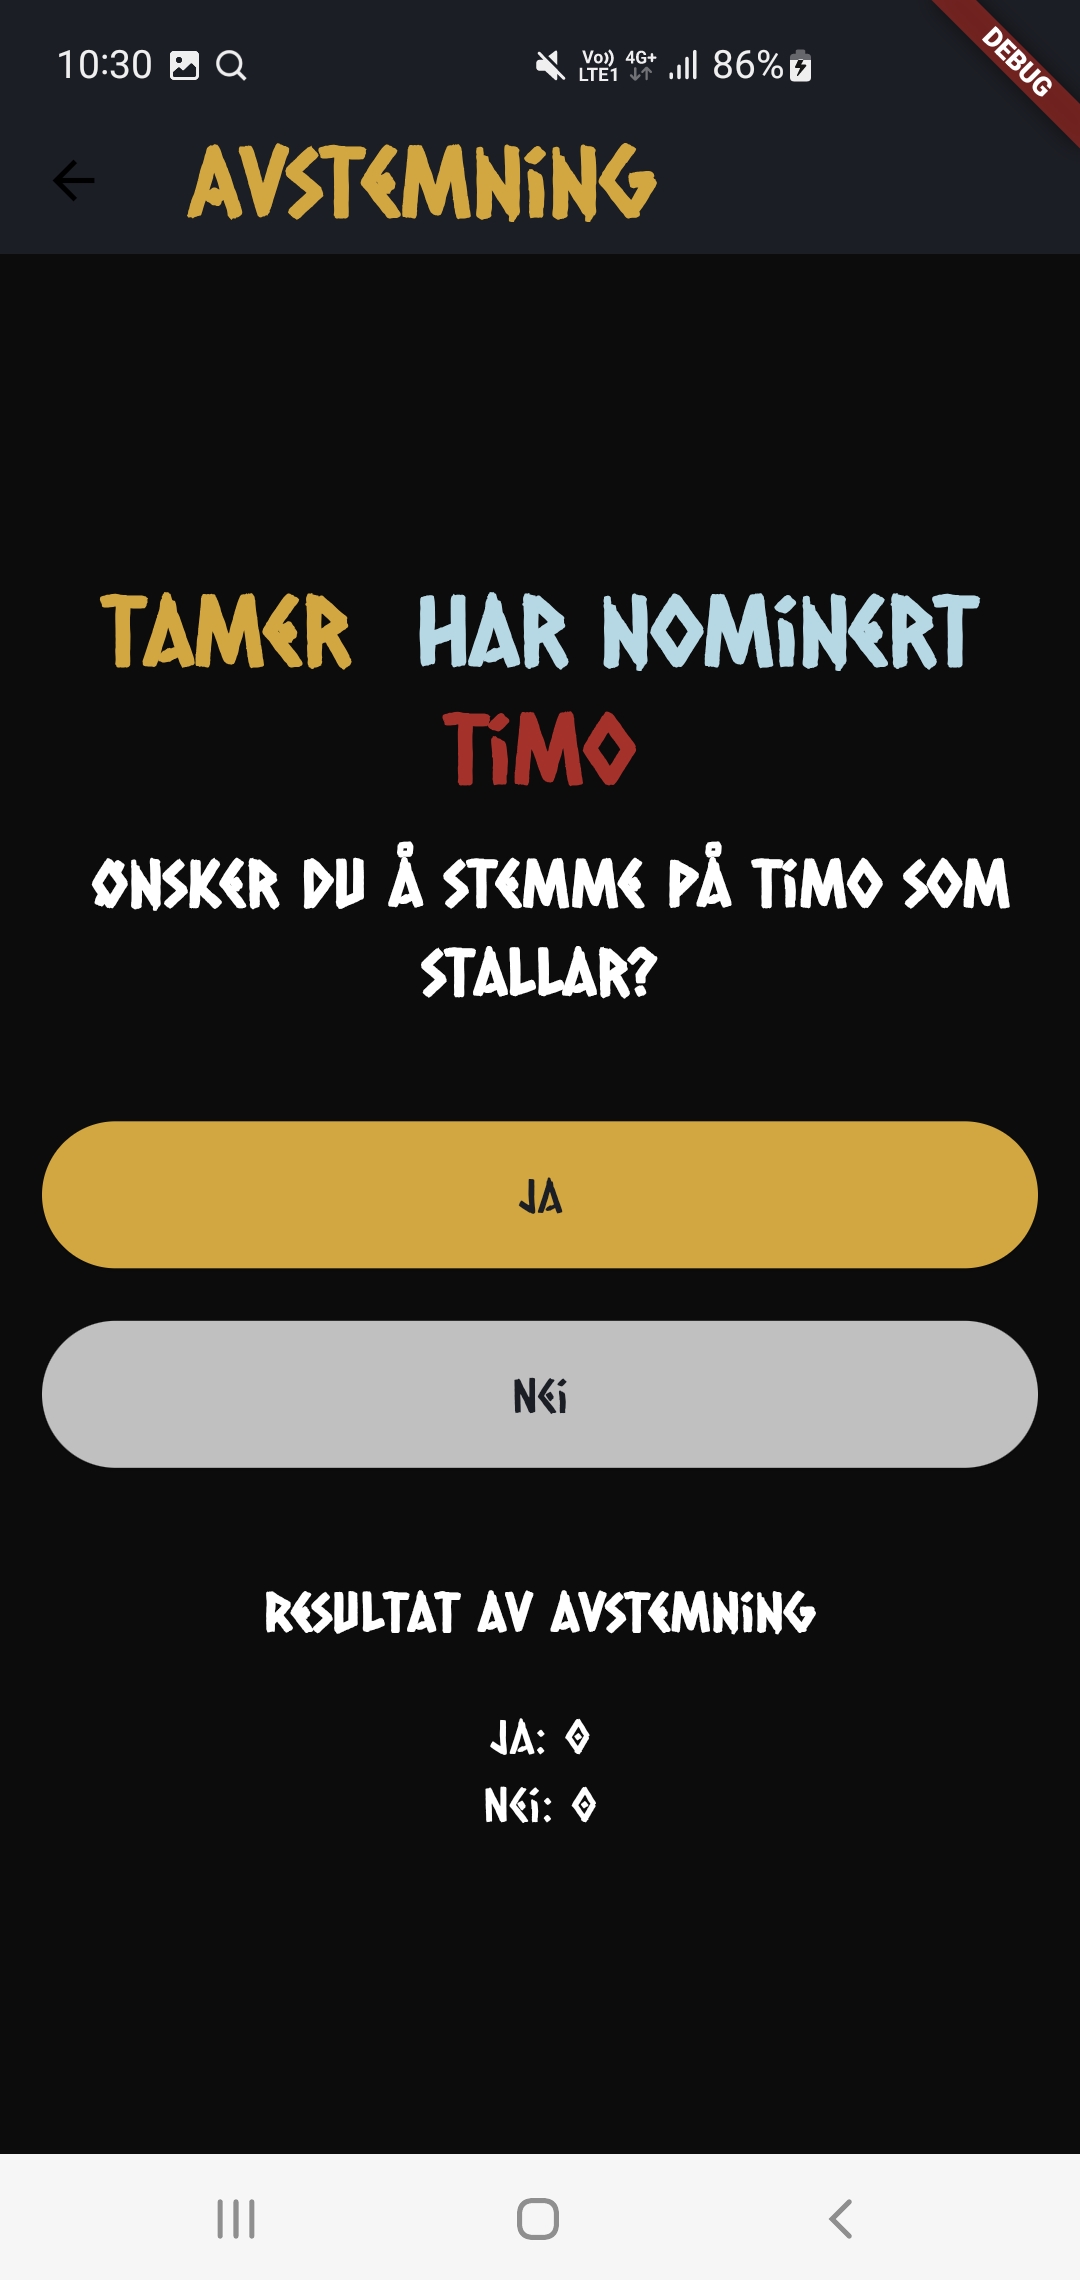 10:30
Vo)) LTE1 4G+ 86%
DEBUG
AVSTEMNING
TAMER HAR NOMINERT
TIMO
ØNSKER DU Å STEMME PÅ TIMO SOM
STALLAR?
JA
NEI
RESULTAT AV AVSTEMNING
JA: 0
NEI: 0